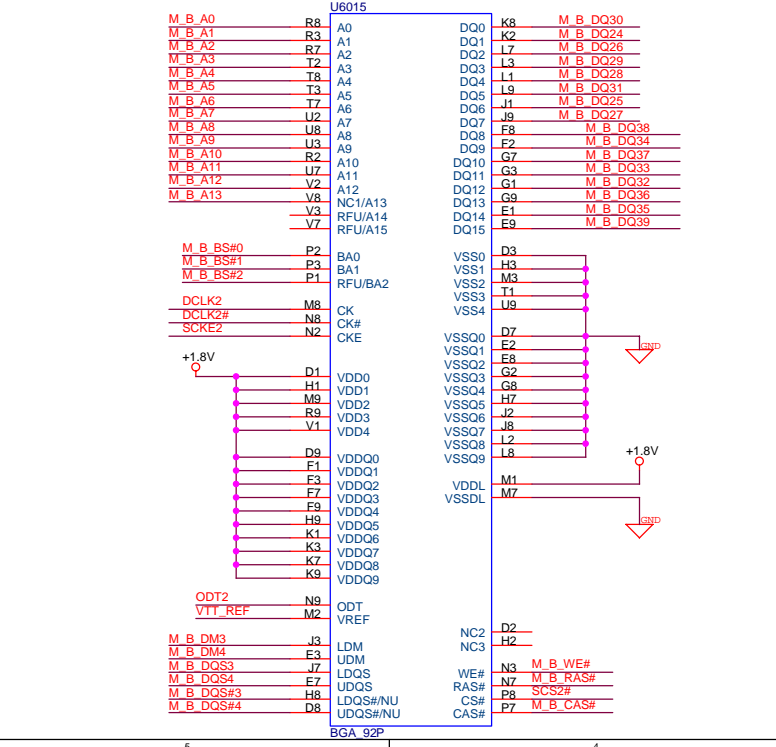 U6015
M_B_A0 R8 A0 DQ0 K8 M_B_DQ30
M_B_A1 R3 A1 DQ1 K2 M_B_DQ24
M_B_A2 R7 A2 DQ2 L7 M_B_DQ26
M_B_A3 T2 A3 DQ3 L3 M_B_DQ29
M_B_A4 T8 A4 DQ4 L1 M_B_DQ28
M_B_A5 T3 A5 DQ5 L9 M_B_DQ31
M_B_A6 T7 A6 DQ6 J1 M_B_DQ25
M_B_A7 U2 A7 DQ7 J9 M_B_DQ27
M_B_A8 U8 A8 DQ8 F8 M_B_DQ38
M_B_A9 U3 A9 DQ9 F2 M_B_DQ34
M_B_A10 R2 A10 DQ10 G7 M_B_DQ37
M_B_A11 U7 A11 DQ11 G3 M_B_DQ33
M_B_A12 V2 A12 DQ12 G1 M_B_DQ32
M_B_A13 V8 NC1/A13 DQ13 G9 M_B_DQ36
V3 RFU/A14 DQ14 E1 M_B_DQ35
V7 RFU/A15 DQ15 E9 M_B_DQ39
M_B_BS#0 P2 BA0 VSS0 D3
M_B_BS#1 P3 BA1 VSS1 H3
M_B_BS#2 P1 RFU/BA2 VSS2 M3
VSS3 T1
DCLK2 M8 CK VSS4 U9
DCLK2# N8 CK#
SCKE2 N2 CKE VSSQ0 D7
VSSQ1 E2 GND
+1.8V VSSQ2 E8
D1 VDD0 VSSQ3 G2
H1 VDD1 VSSQ4 G8
M9 VDD2 VSSQ5 H7
R9 VDD3 VSSQ6 J2
V1 VDD4 VSSQ7 J8
VSSQ8 L2
D9 VDDQ0 VSSQ9 L8 +1.8V
F1 VDDQ1
F3 VDDQ2 VDDL M1
F7 VDDQ3 VSSDL M7
F9 VDDQ4
H9 VDDQ5 GND
K1 VDDQ6
K3 VDDQ7
K7 VDDQ8
K9 VDDQ9
ODT2 N9 ODT
VTT_REF M2 VREF
NC2 D2
M_B_DM3 J3 LDM NC3 H2
M_B_DM4 E3 UDM
M_B_DQS3 J7 LDQS WE# N3 M_B_WE#
M_B_DQS4 E7 UDQS RAS# N7 M_B_RAS#
M_B_DQS#3 H8 LDQS#/NU CS# P8 SCS2#
M_B_DQS#4 D8 UDQS#/NU CAS# P7 M_B_CAS#
BGA_92P